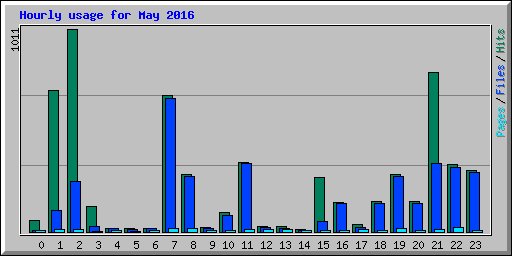 Hourly usage for May 2016
1011
Pages/Files/Hits
0 1 2 3 4 5 6 7 8 9 10 11 12 13 14 15 16 17 18 19 20 21 22 23